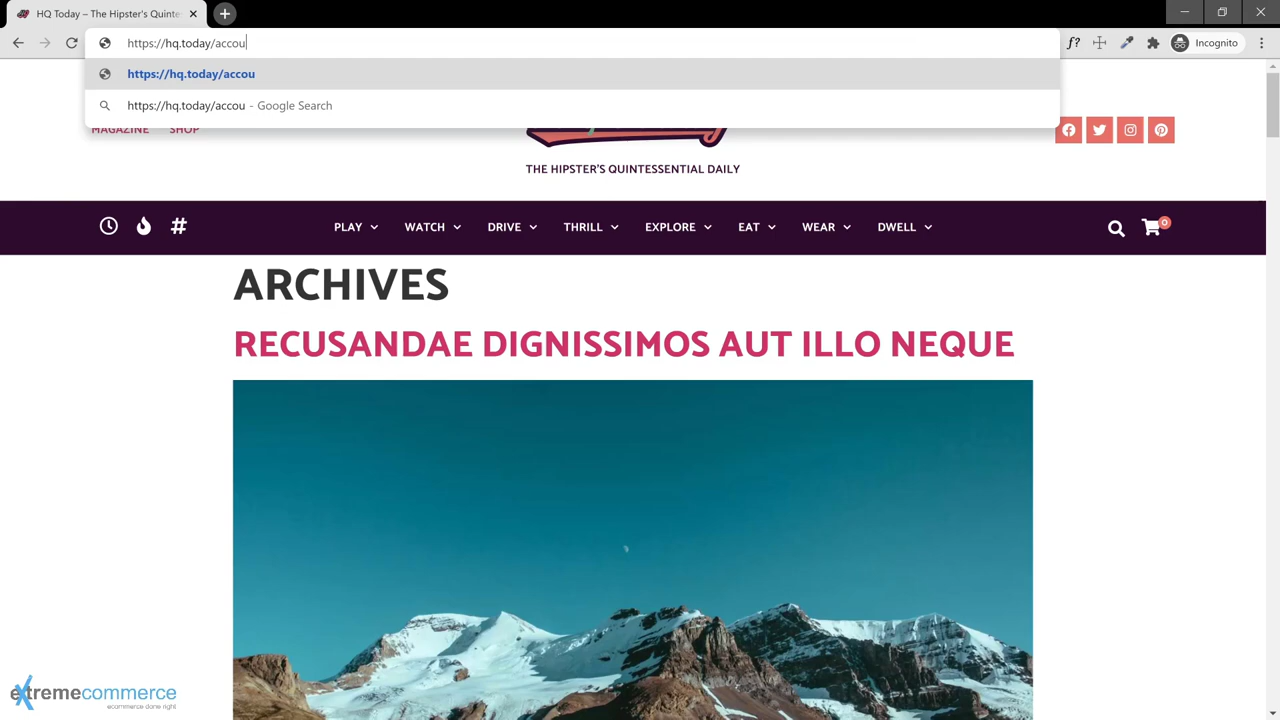 HQ Today – The Hipster's Quinte
https://hq.today/accou
Incognito
https://hq.today/accou
https://hq.today/accou - Google Search
MAGAZINE SHOP
THE HIPSTER'S QUINTESSENTIAL DAILY
PLAY WATCH DRIVE THRILL EXPLORE EAT WEAR DWELL
0
ARCHIVES
RECUSANDAE DIGNISSIMOS AUT ILLO NEQUE
extremecommerce
ecommerce done right